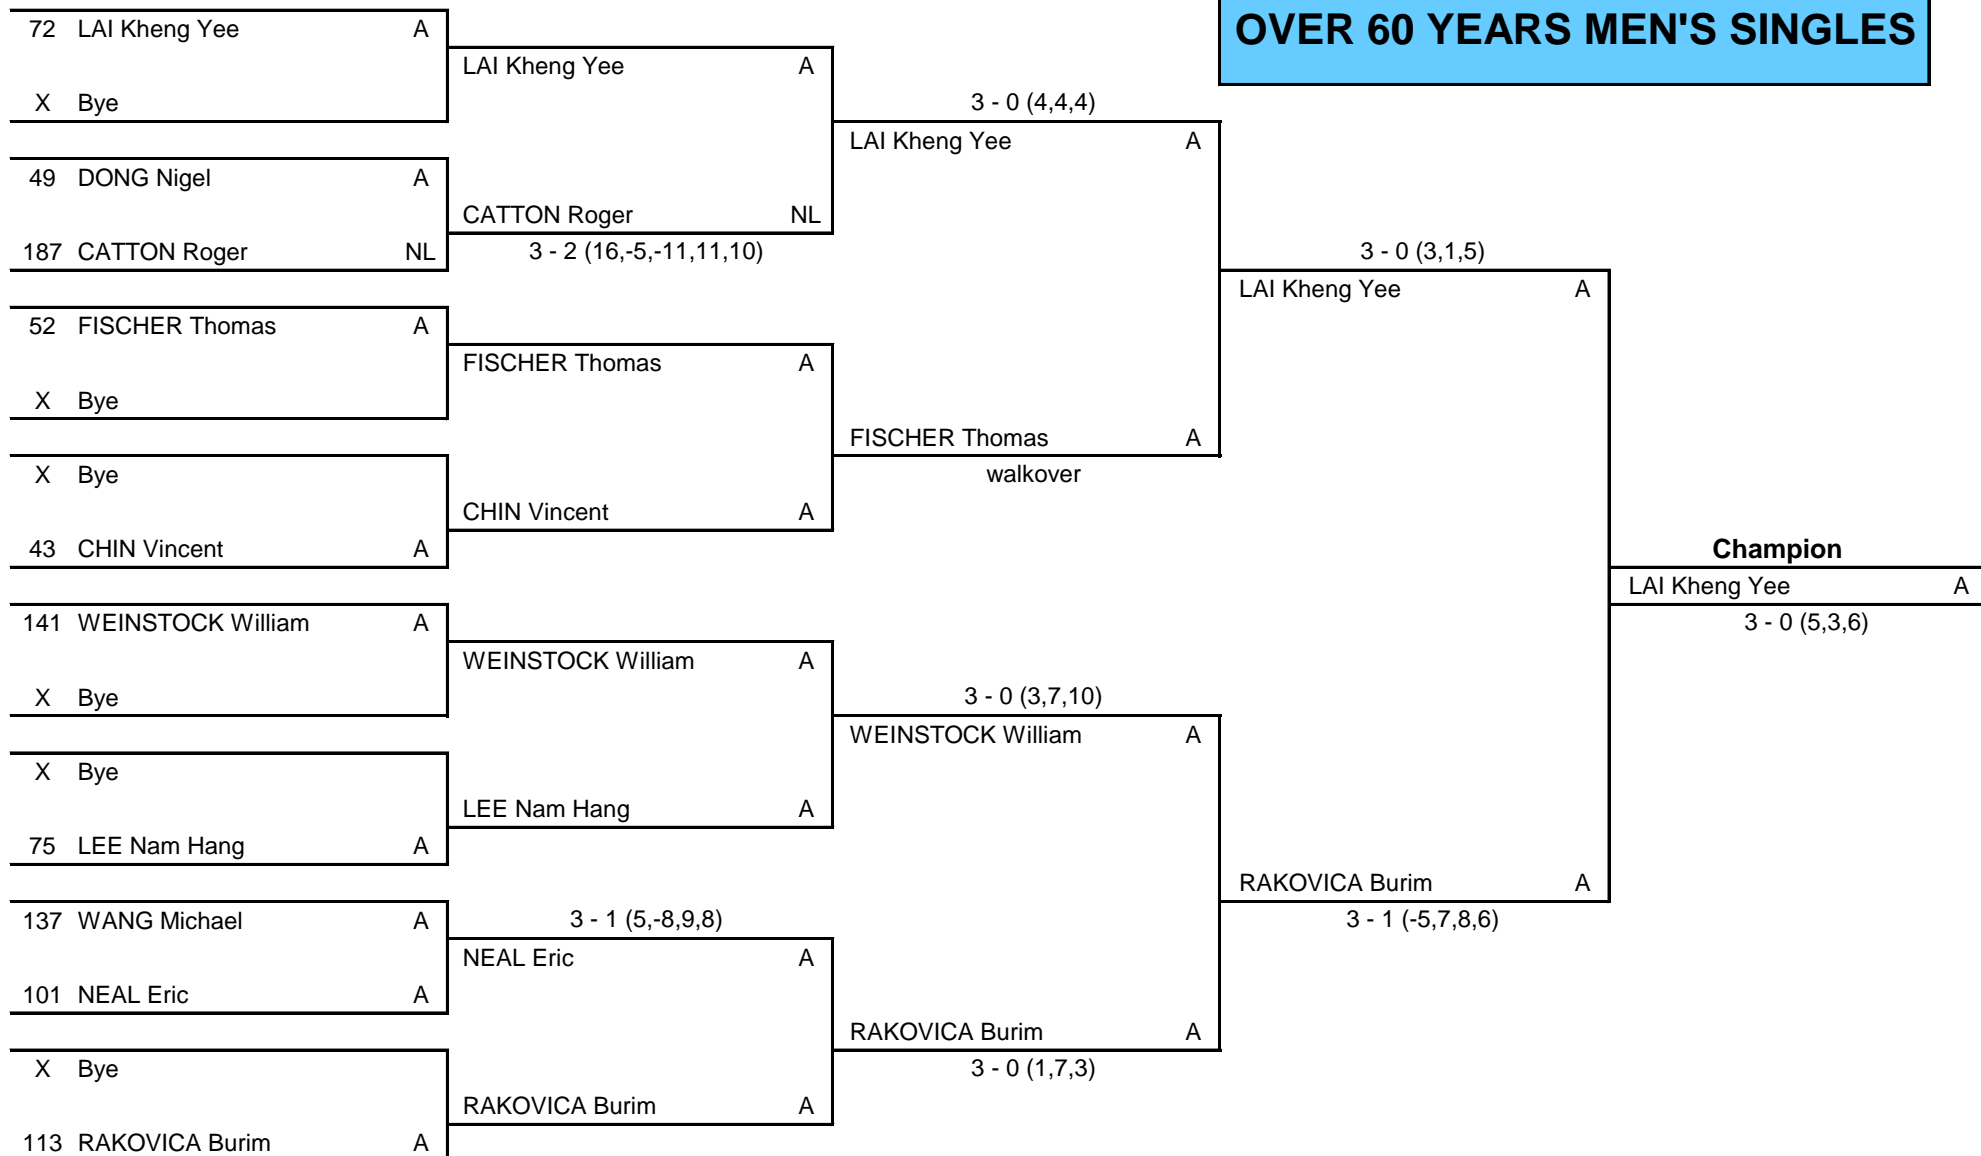 OVER 60 YEARS MEN'S SINGLES
72 LAI Kheng Yee A
X Bye
49 DONG Nigel A
187 CATTON Roger NL
52 FISCHER Thomas A
X Bye
X Bye
43 CHIN Vincent A
141 WEINSTOCK William A
X Bye
X Bye
75 LEE Nam Hang A
137 WANG Michael A
101 NEAL Eric A
X Bye
113 RAKOVICA Burim A
LAI Kheng Yee A
CATTON Roger NL
3 - 2 (16,-5,-11,11,10)
FISCHER Thomas A
CHIN Vincent A
WEINSTOCK William A
LEE Nam Hang A
3 - 1 (5,-8,9,8)
NEAL Eric A
RAKOVICA Burim A
3 - 0 (4,4,4)
LAI Kheng Yee A
FISCHER Thomas A
walkover
3 - 0 (3,7,10)
WEINSTOCK William A
RAKOVICA Burim A
3 - 0 (1,7,3)
3 - 0 (3,1,5)
LAI Kheng Yee A
RAKOVICA Burim A
3 - 1 (-5,7,8,6)
Champion
LAI Kheng Yee A
3 - 0 (5,3,6)